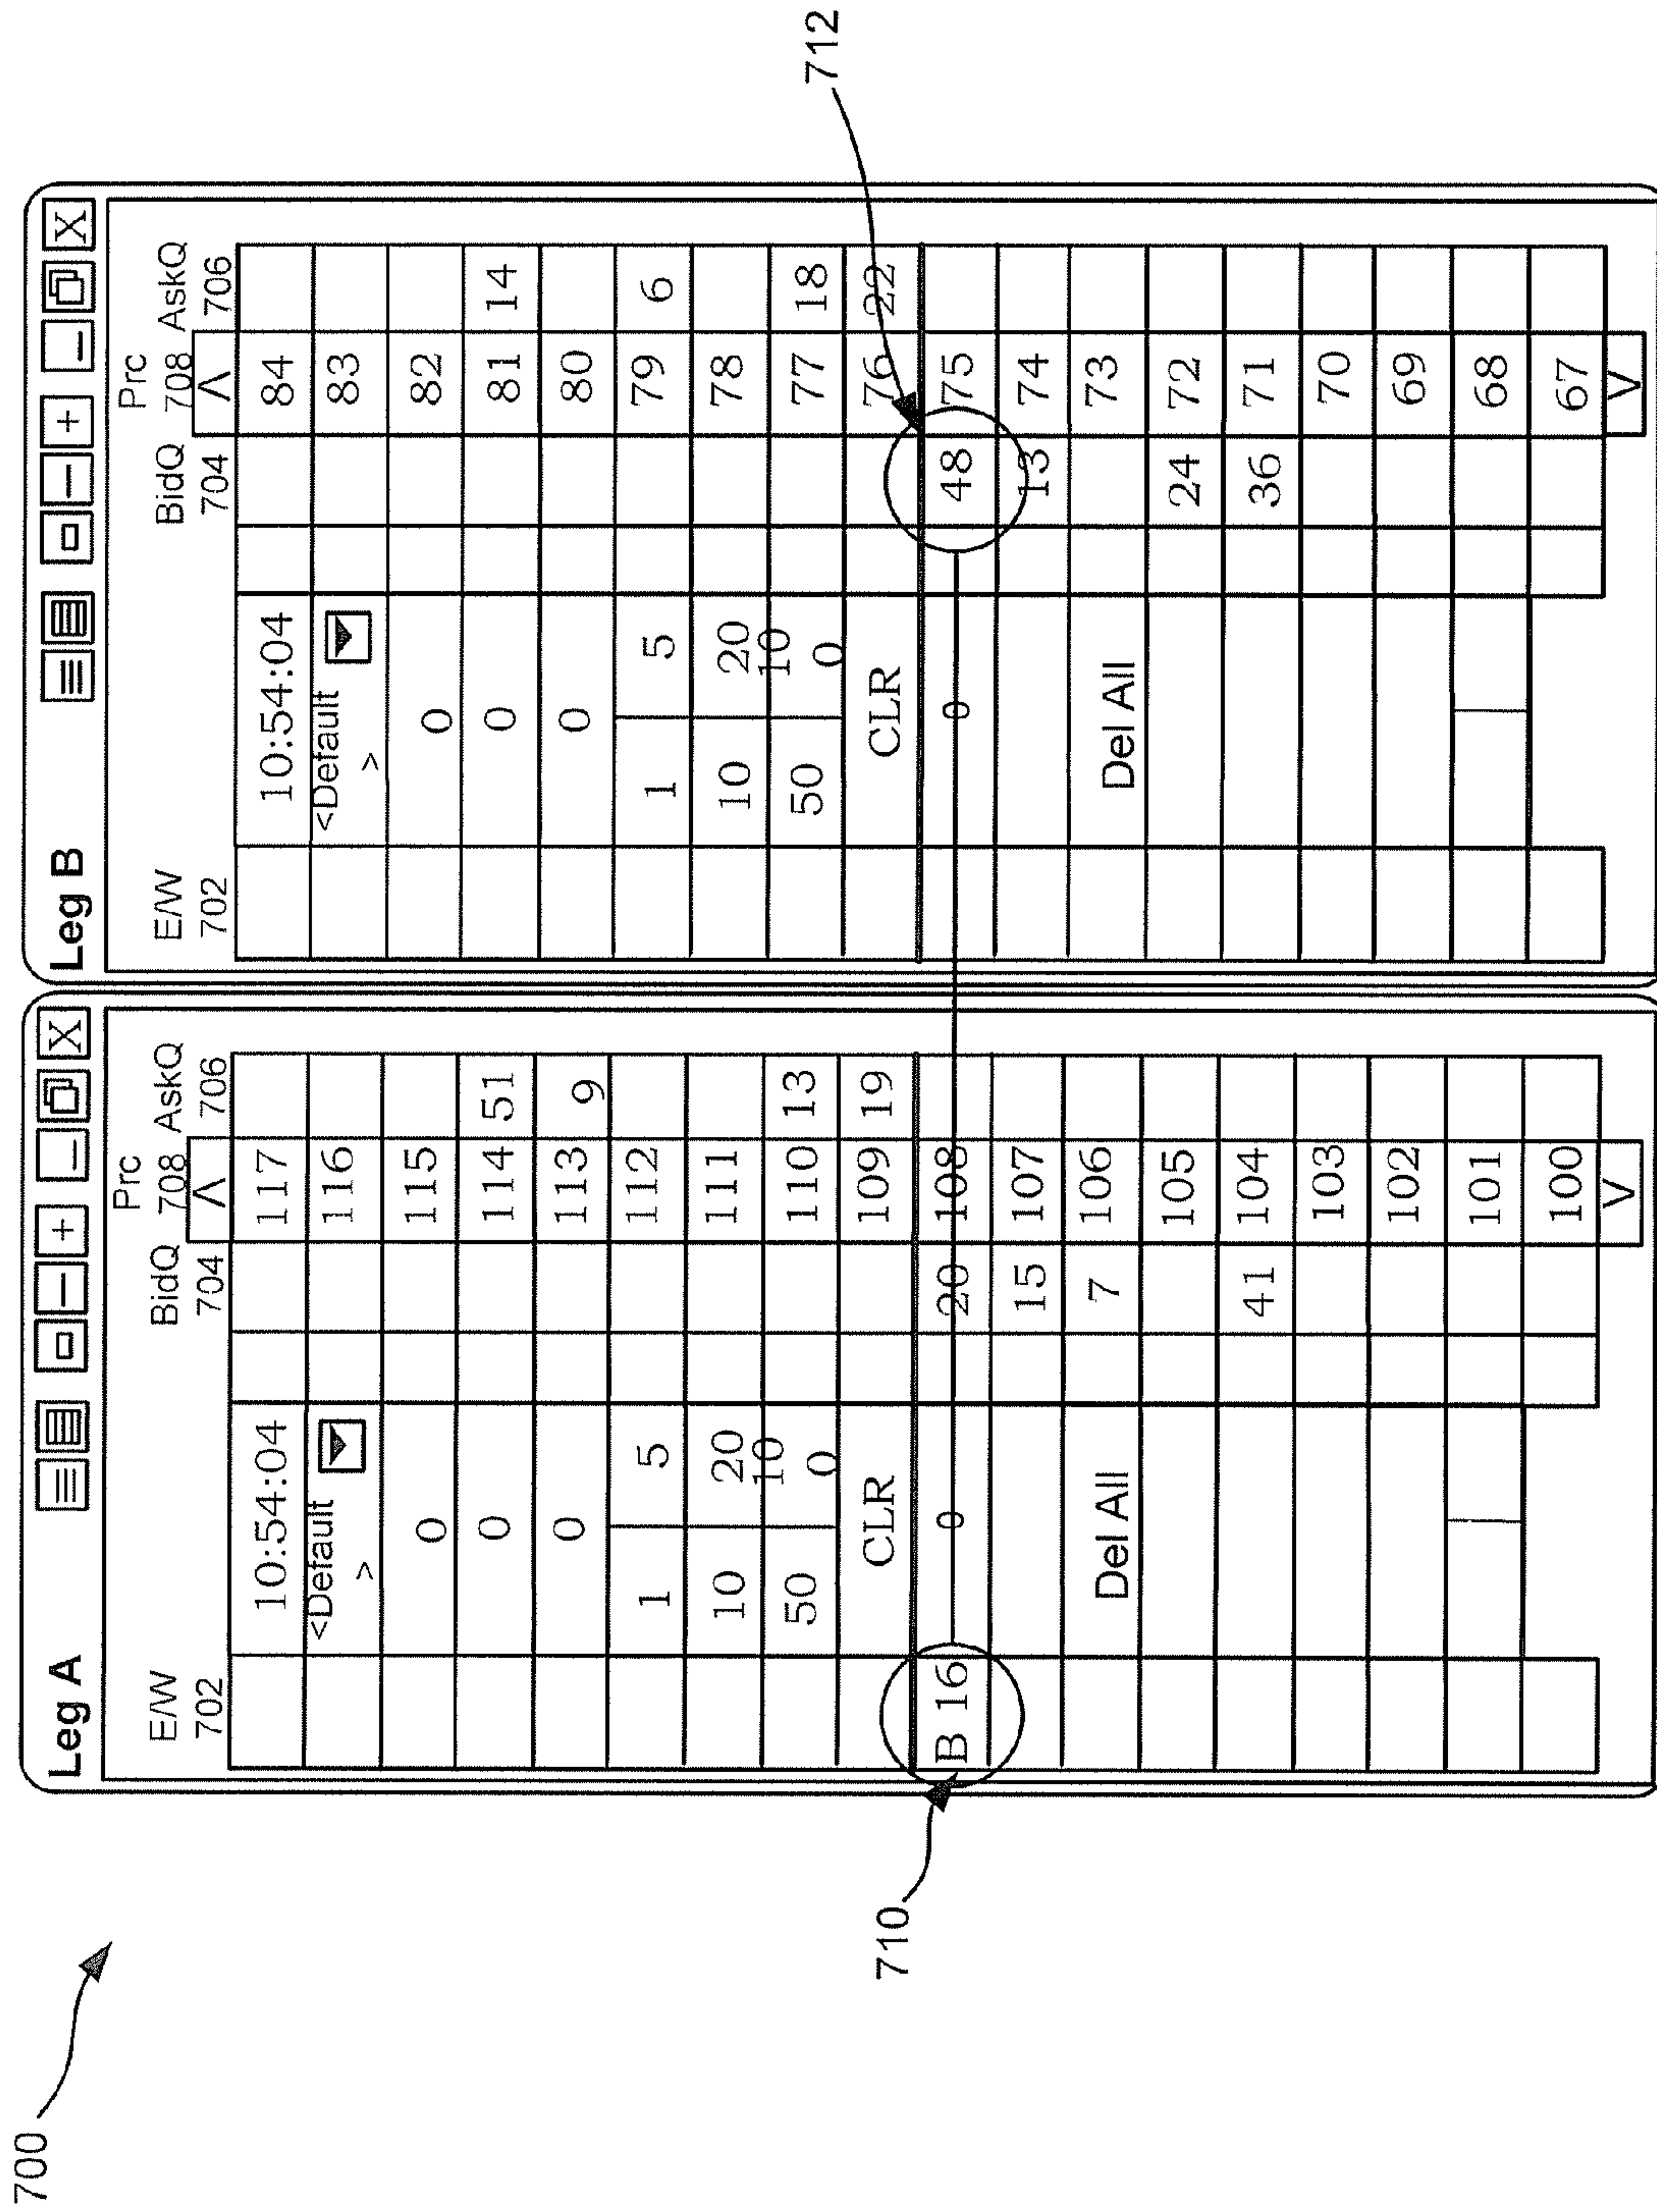 700
Leg A
_ X
E/W
BidQ
Prc
AskQ
702
704
708
706
10:54:04 117
<Default 116
>
0 115
0 114 51
0 113 9
1 5 112
10 20 111
10
50 0 110 13
CLR 109 19
B 16 0 20 108
15 107
Del All 7 106
105
41 104
103
102
101
100
V
710
Leg B
_ X
E/W
BidQ
Prc
AskQ
702
704
708
706
10:54:04 84
<Default 83
>
0 82
0 81 14
0 80
1 5 79 6
10 20 78
10
50 0 77 18
CLR 76 22
0 48 75
13 74
Del All 73
24 72
36 71
70
69
68
67
V
712